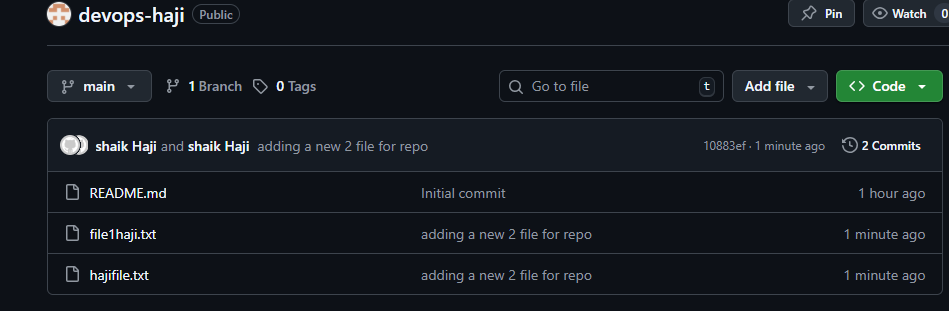 devops-haji Public Pin Watch 0
main 1 Branch 0 Tags Go to file t Add file Code
shaik Haji and shaik Haji adding a new 2 file for repo 10883ef · 1 minute ago 2 Commits
README.md Initial commit 1 hour ago
file1haji.txt adding a new 2 file for repo 1 minute ago
hajifile.txt adding a new 2 file for repo 1 minute ago